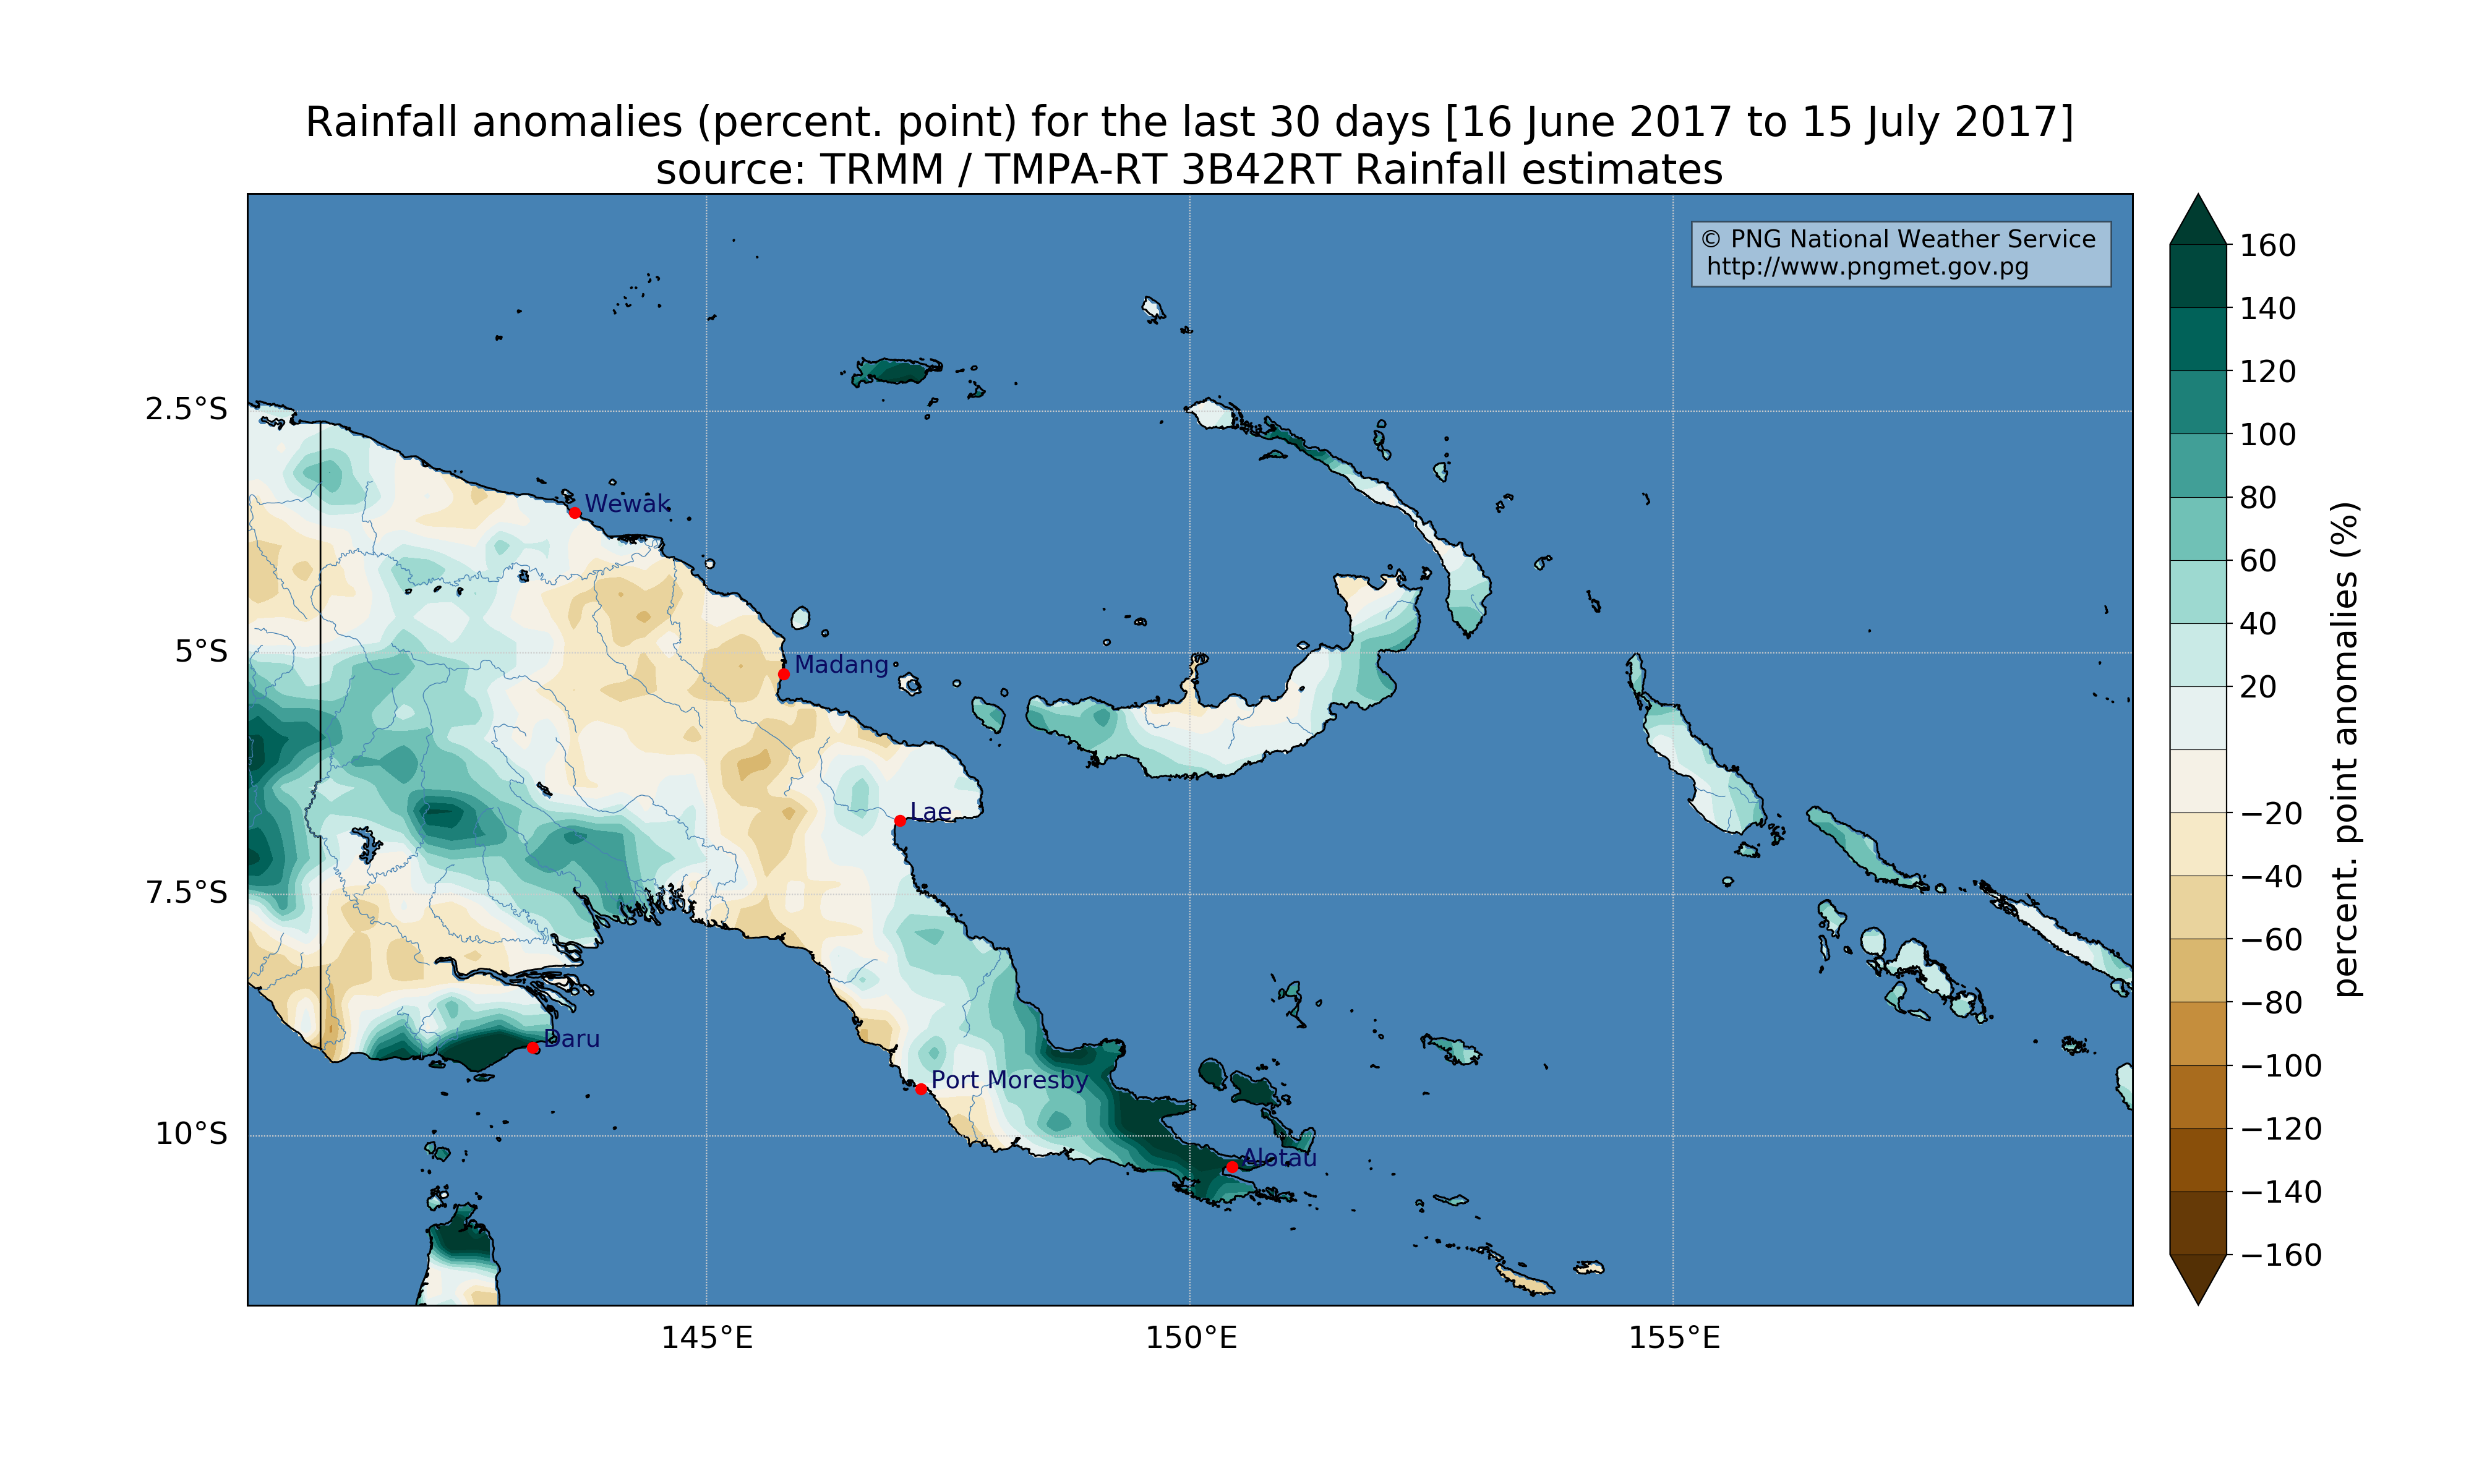 Rainfall anomalies (percent. point) for the last 30 days [16 June 2017 to 15 July 2017]
source: TRMM / TMPA-RT 3B42RT Rainfall estimates
© PNG National Weather Service
http://www.pngmet.gov.pg
2.5°S
5°S
7.5°S
10°S
Wewak
Madang
Lae
Daru
Port Moresby
Alotau
145°E
150°E
155°E
160
140
120
100
80
60
40
20
−20
−40
−60
−80
−100
−120
−140
−160
percent. point anomalies (%)